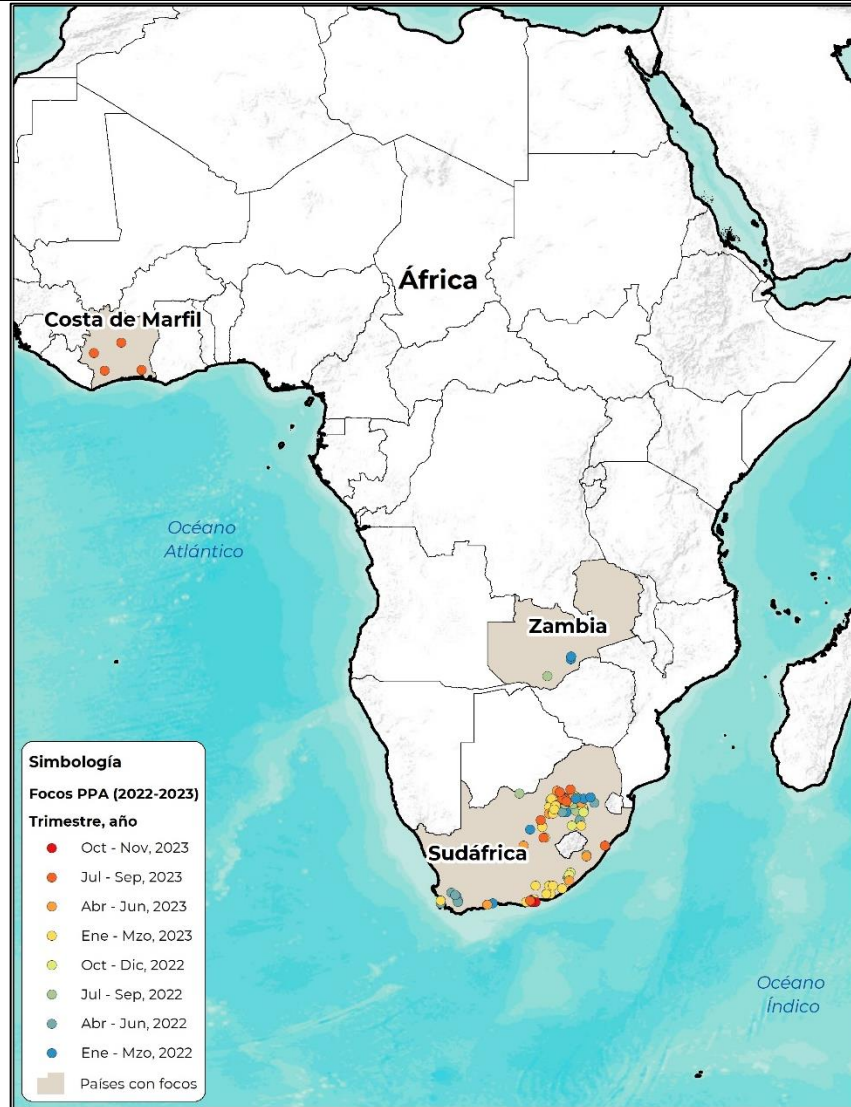 África
Costa de Marfil
Océano
Atlántico
Zambia
Sudáfrica
Océano
Índico
Simbología
Focos PPA (2022-2023)
Trimestre, año
Oct - Nov, 2023
Jul - Sep, 2023
Abr - Jun, 2023
Ene - Mzo, 2023
Oct - Dic, 2022
Jul - Sep, 2022
Abr - Jun, 2022
Ene - Mzo, 2022
Países con focos